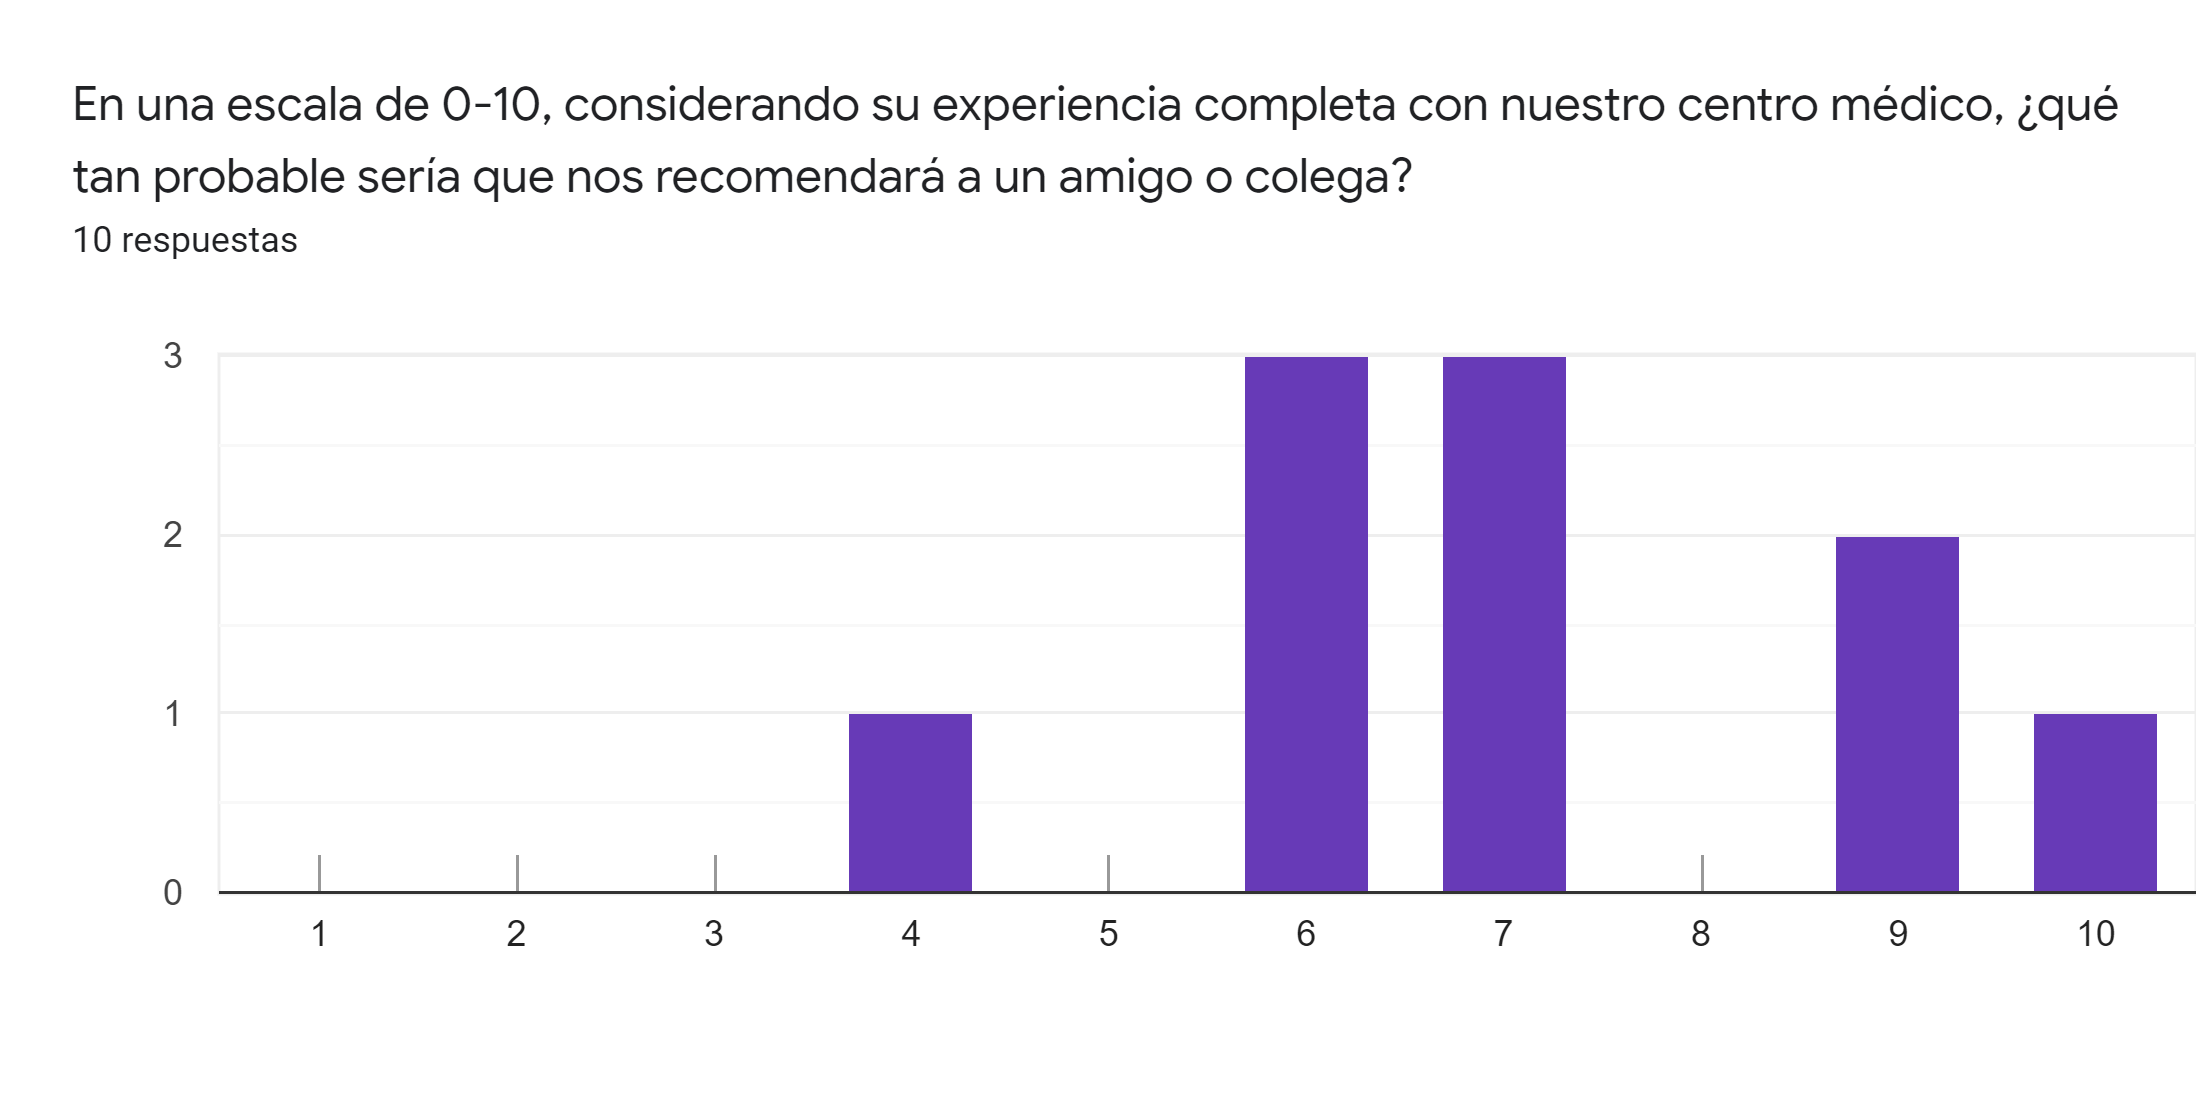 En una escala de 0-10, considerando su experiencia completa con nuestro centro médico, ¿qué
tan probable sería que nos recomendará a un amigo o colega?
10 respuestas
3
2
1
0
1 2 3 4 5 6 7 8 9 10